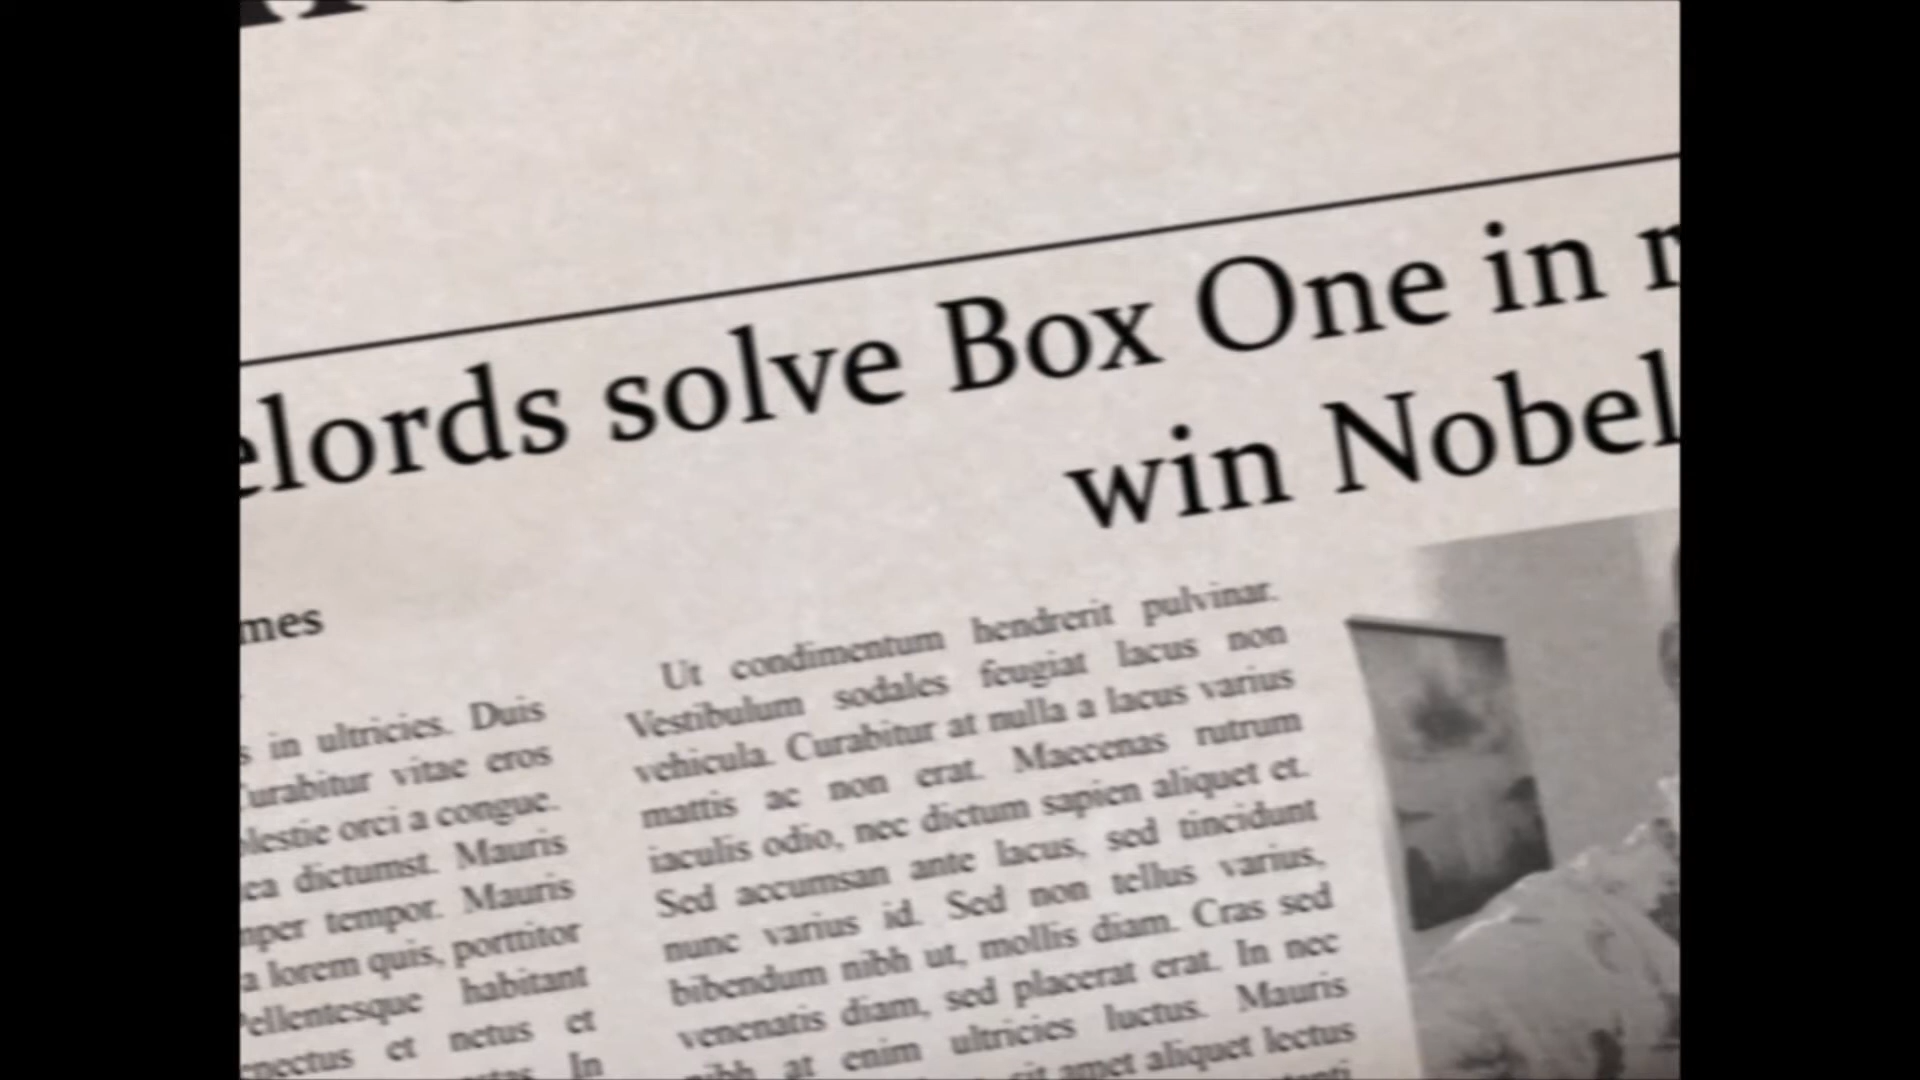 elords solve Box One in
win Nobel
mes
s in ultricies. Duis
Curabitur vitae eros
lestie orci a congue.
ea dictumst. Mauris
mper tempor. Mauris
a lorem quis, porttitor
Pellentesque habitant
nectus et netus et
In
Ut condimentum hendrerit pulvinar.
Vestibulum sodales feugiat lacus non
vehicula. Curabitur at nulla a lacus varius
mattis ac non erat. Maecenas rutrum
iaculis odio, nec dictum sapien aliquet et.
Sed accumsan ante lacus, sed tincidunt
nunc varius id. Sed non tellus varius,
bibendum nibh ut, mollis diam. Cras sed
venenatis diam, sed placerat erat. In nec
nibh at enim ultricies luctus. Mauris
sit amet aliquet lectus